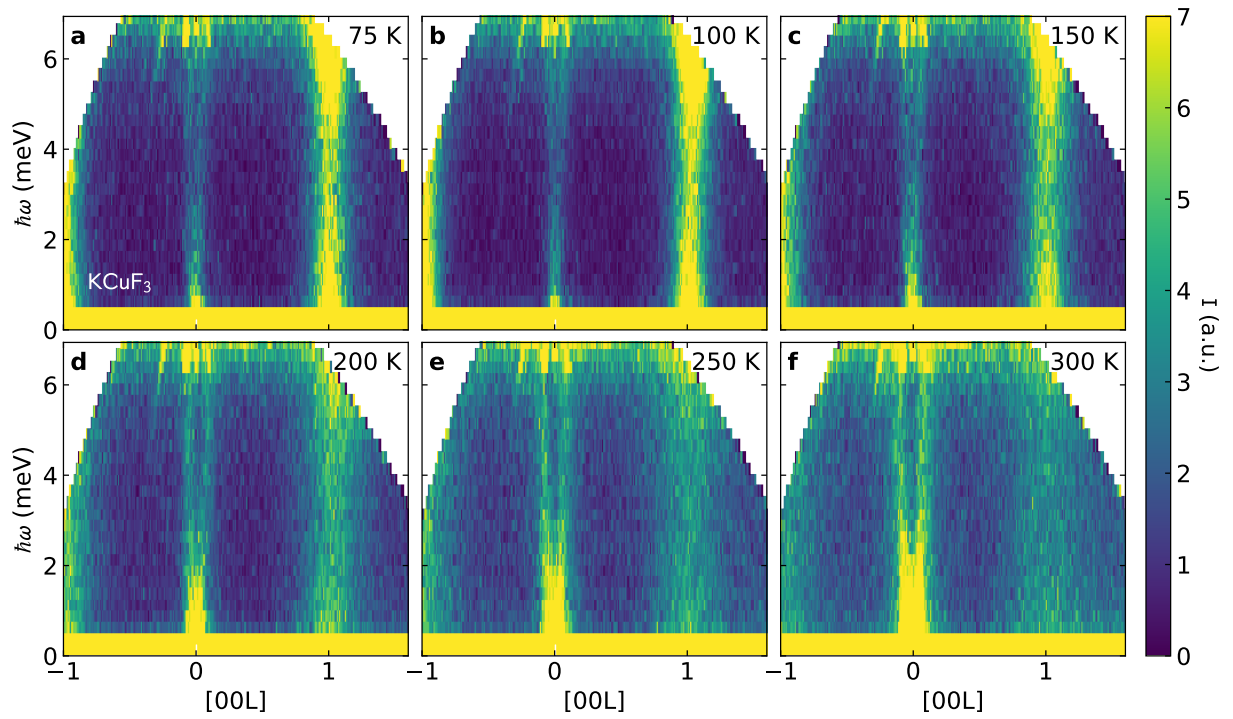 a 75 K
b 100 K
c 150 K
7
6
5
4
3
2
1
0
I (a.u.)
6
4
2
0
ħω (meV)
KCuF₃
d 200 K
e 250 K
f 300 K
6
4
2
0
ħω (meV)
−1 0 1
−1 0 1
−1 0 1
[00L] [00L] [00L]